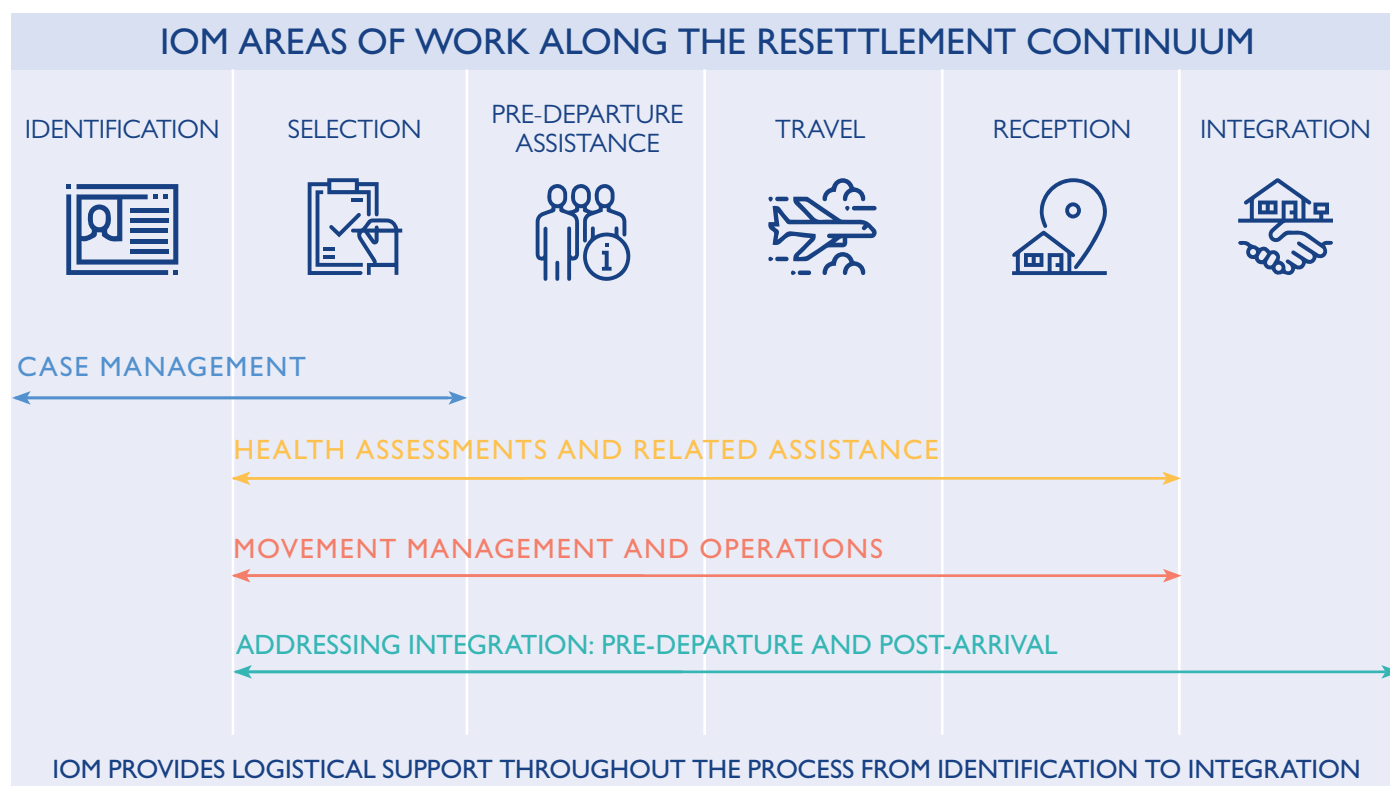 IOM AREAS OF WORK ALONG THE RESETTLEMENT CONTINUUM
IDENTIFICATION
SELECTION
PRE-DEPARTURE
ASSISTANCE
TRAVEL
RECEPTION
INTEGRATION
i
CASE MANAGEMENT
HEALTH ASSESSMENTS AND RELATED ASSISTANCE
MOVEMENT MANAGEMENT AND OPERATIONS
ADDRESSING INTEGRATION: PRE-DEPARTURE AND POST-ARRIVAL
IOM PROVIDES LOGISTICAL SUPPORT THROUGHOUT THE PROCESS FROM IDENTIFICATION TO INTEGRATION